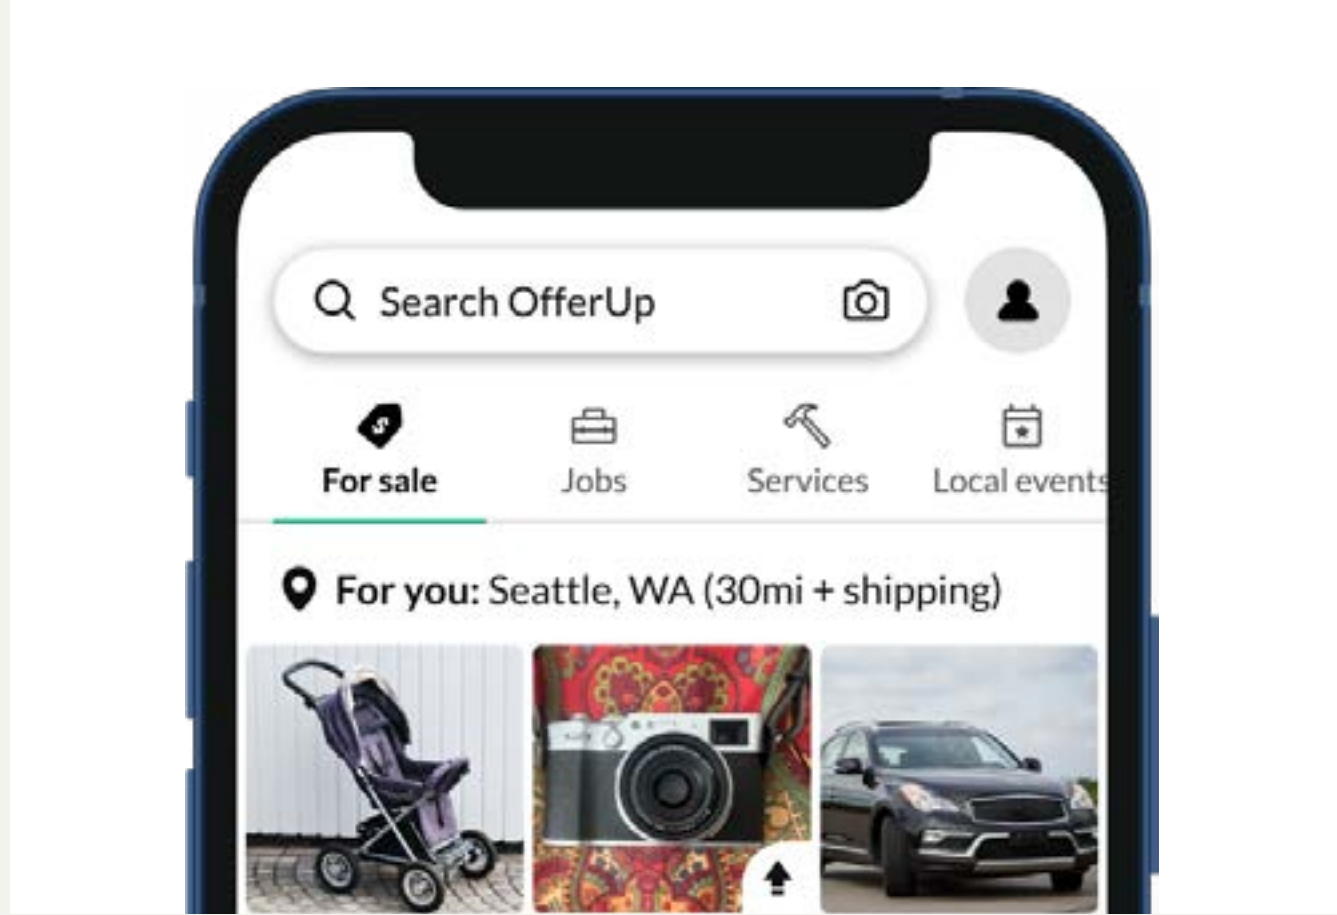 Search OfferUp
For sale
Jobs
Services
Local events
For you: Seattle, WA (30mi + shipping)